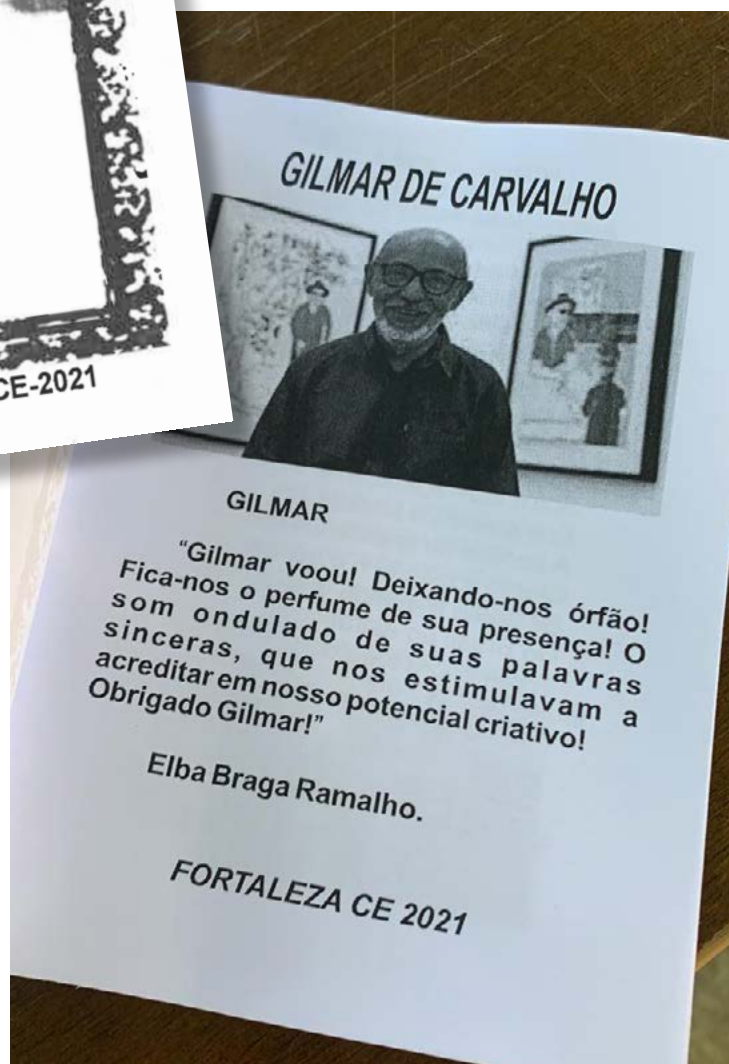 CE-2021
GILMAR DE CARVALHO
GILMAR
“Gilmar voou! Deixando-nos órfão!
Fica-nos o perfume de sua presença! O
som ondulado de suas palavras
sinceras, que nos estimulavam a
acreditar em nosso potencial criativo!
Obrigado Gilmar!”
Elba Braga Ramalho.
FORTALEZA CE 2021